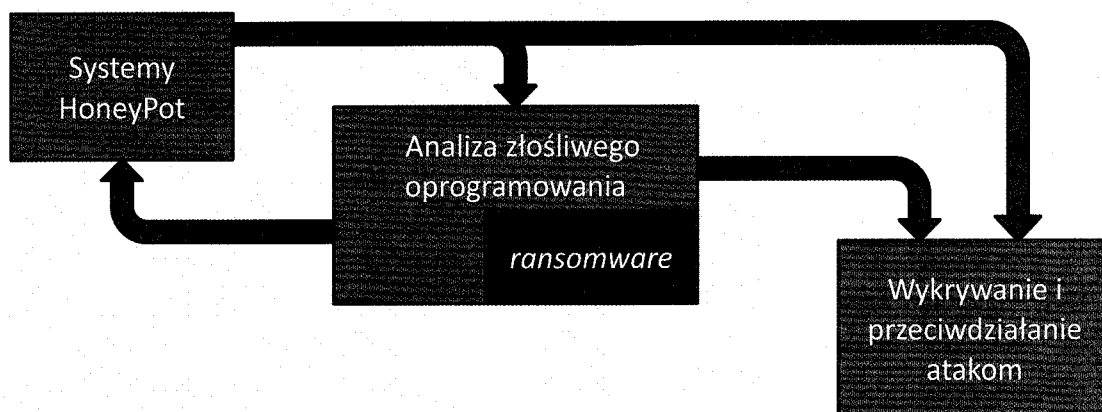 Systemy
HoneyPot
Analiza złośliwego
oprogramowania
ransomware
Wykrywanie i
przeciwdziałanie
atakom